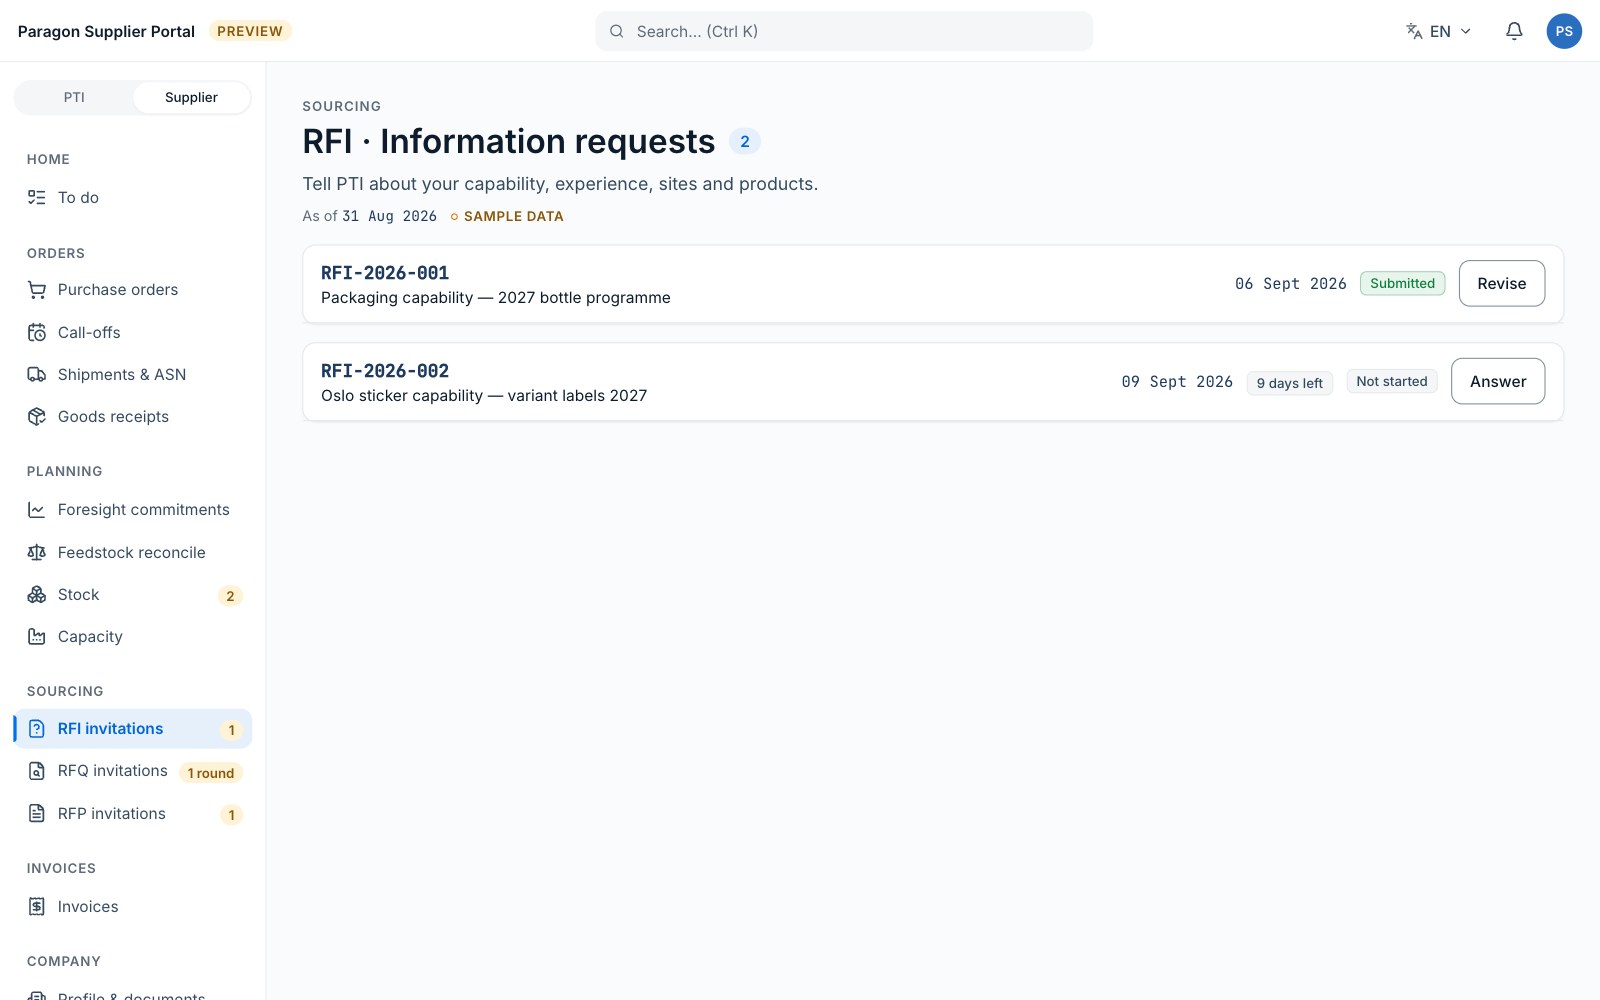 Paragon Supplier Portal PREVIEW
Search... (Ctrl K)
EN
PS
PTI Supplier
HOME
To do
ORDERS
Purchase orders
Call-offs
Shipments & ASN
Goods receipts
PLANNING
Foresight commitments
Feedstock reconcile
Stock 2
Capacity
SOURCING
RFI invitations 1
RFQ invitations 1 round
RFP invitations 1
INVOICES
Invoices
COMPANY
Profile & documents
SOURCING
RFI · Information requests 2
Tell PTI about your capability, experience, sites and products.
As of 31 Aug 2026 SAMPLE DATA
RFI-2026-001
Packaging capability — 2027 bottle programme
06 Sept 2026 Submitted Revise
RFI-2026-002
Oslo sticker capability — variant labels 2027
09 Sept 2026 9 days left Not started Answer